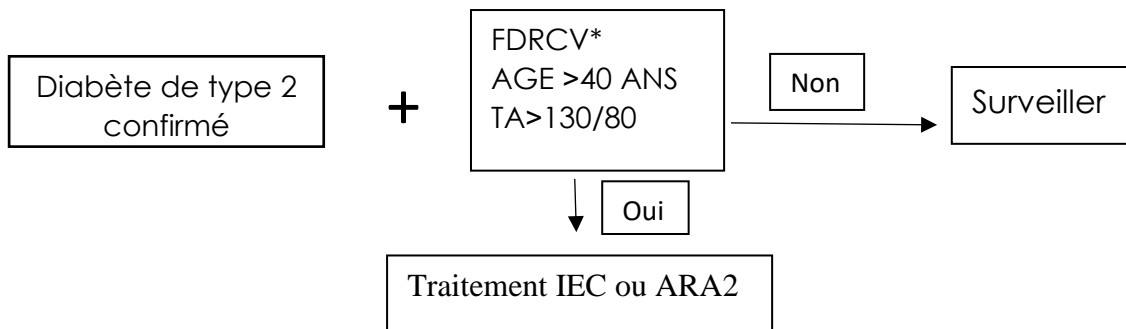 Diabète de type 2
confirmé
+
FDRCV*
AGE >40 ANS
TA>130/80
Non
Surveiller
Oui
Traitement IEC ou ARA2